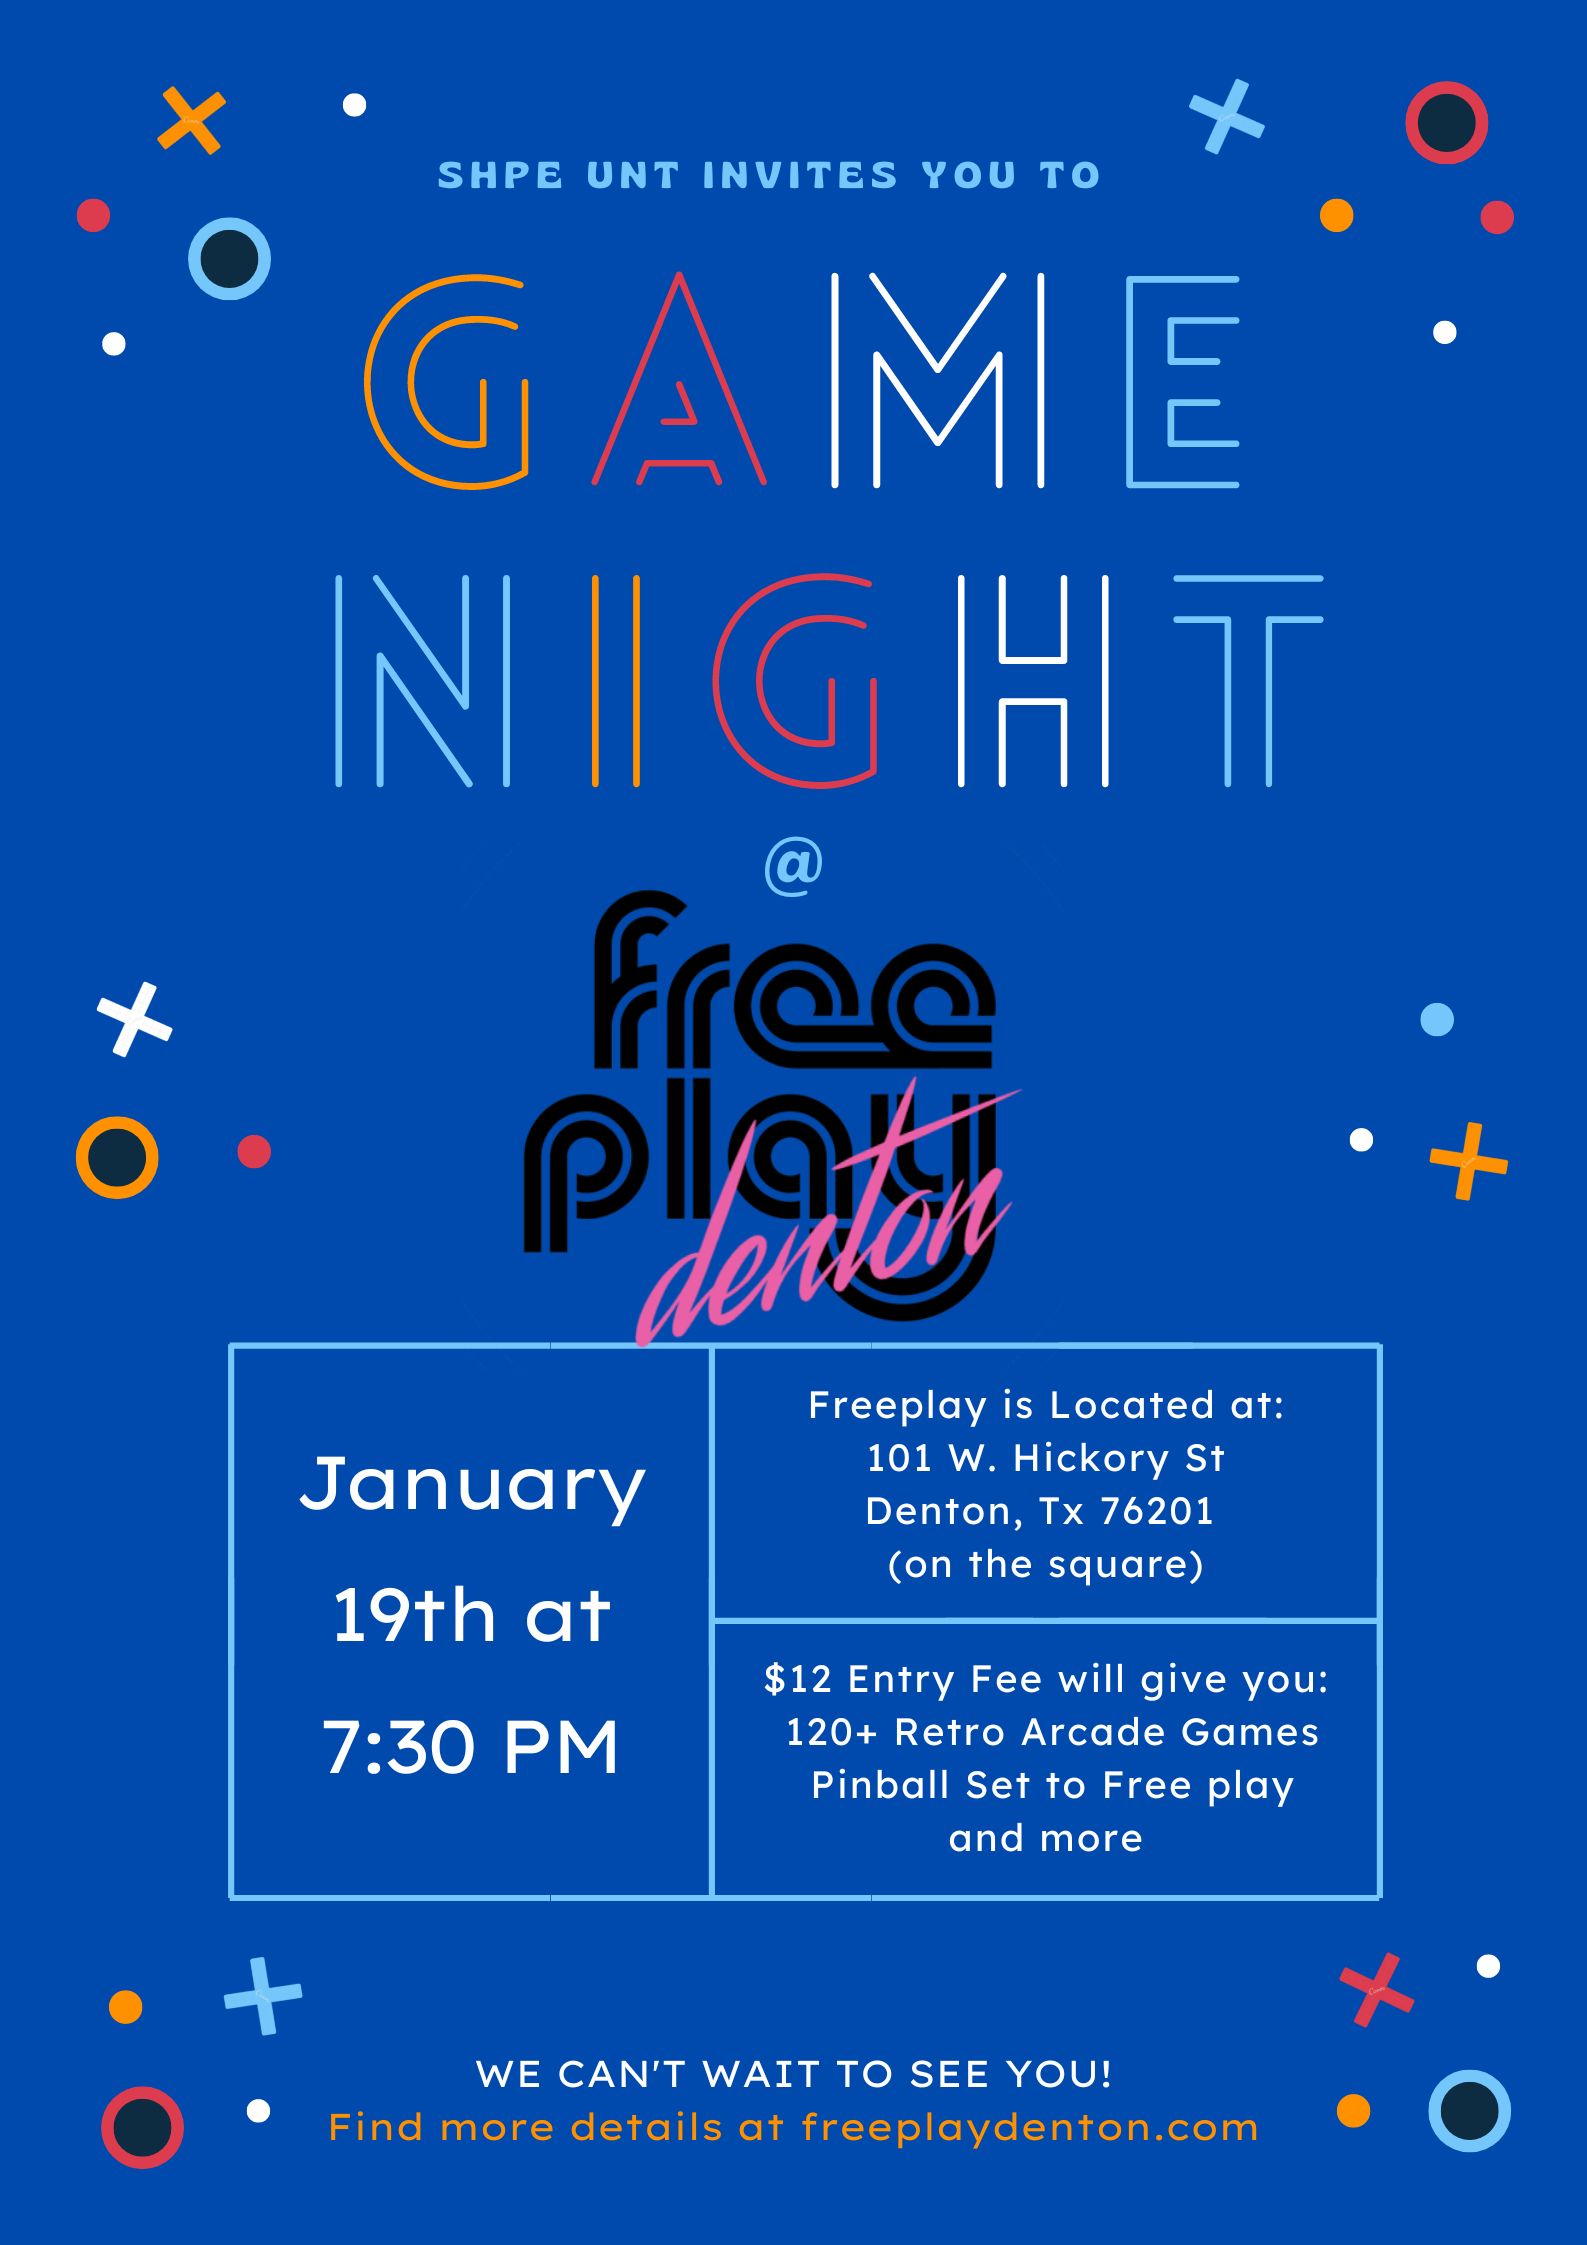 SHPE UNT INVITES YOU TO
GAME
NIGHT
@
free
play
denton
January
19th at
7:30 PM
Freeplay is Located at:
101 W. Hickory St
Denton, Tx 76201
(on the square)
$12 Entry Fee will give you:
120+ Retro Arcade Games
Pinball Set to Free play
and more
WE CAN'T WAIT TO SEE YOU!
Find more details at freeplaydenton.com